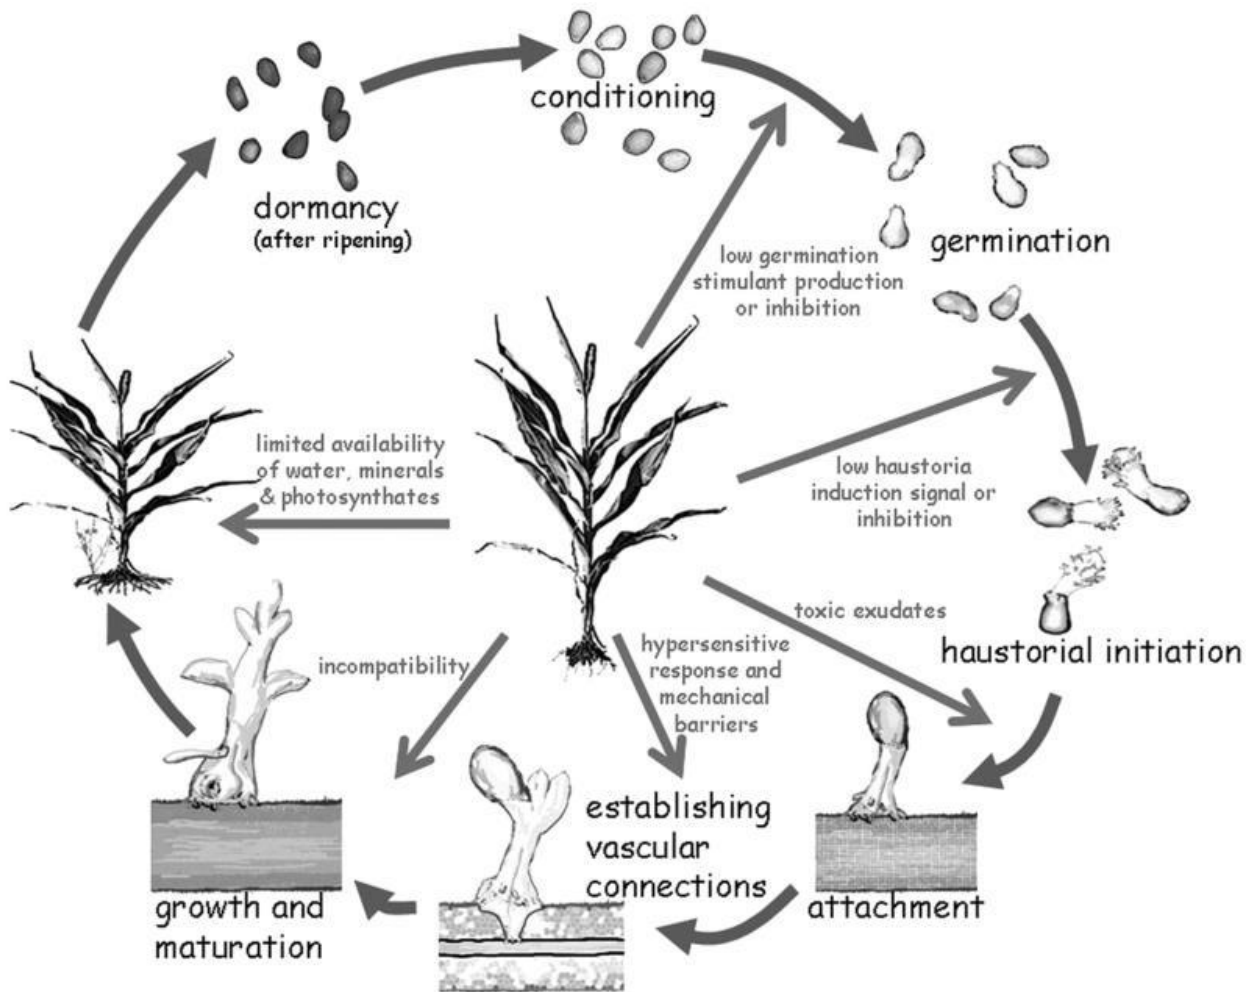 conditioning
dormancy
(after ripening)
germination
low germination
stimulant production
or inhibition
limited availability
of water, minerals
& photosynthates
low haustoria
induction signal or
inhibition
toxic exudates
haustorial initiation
incompatibility
hypersensitive
response and
mechanical
barriers
establishing
vascular
connections
attachment
growth and
maturation